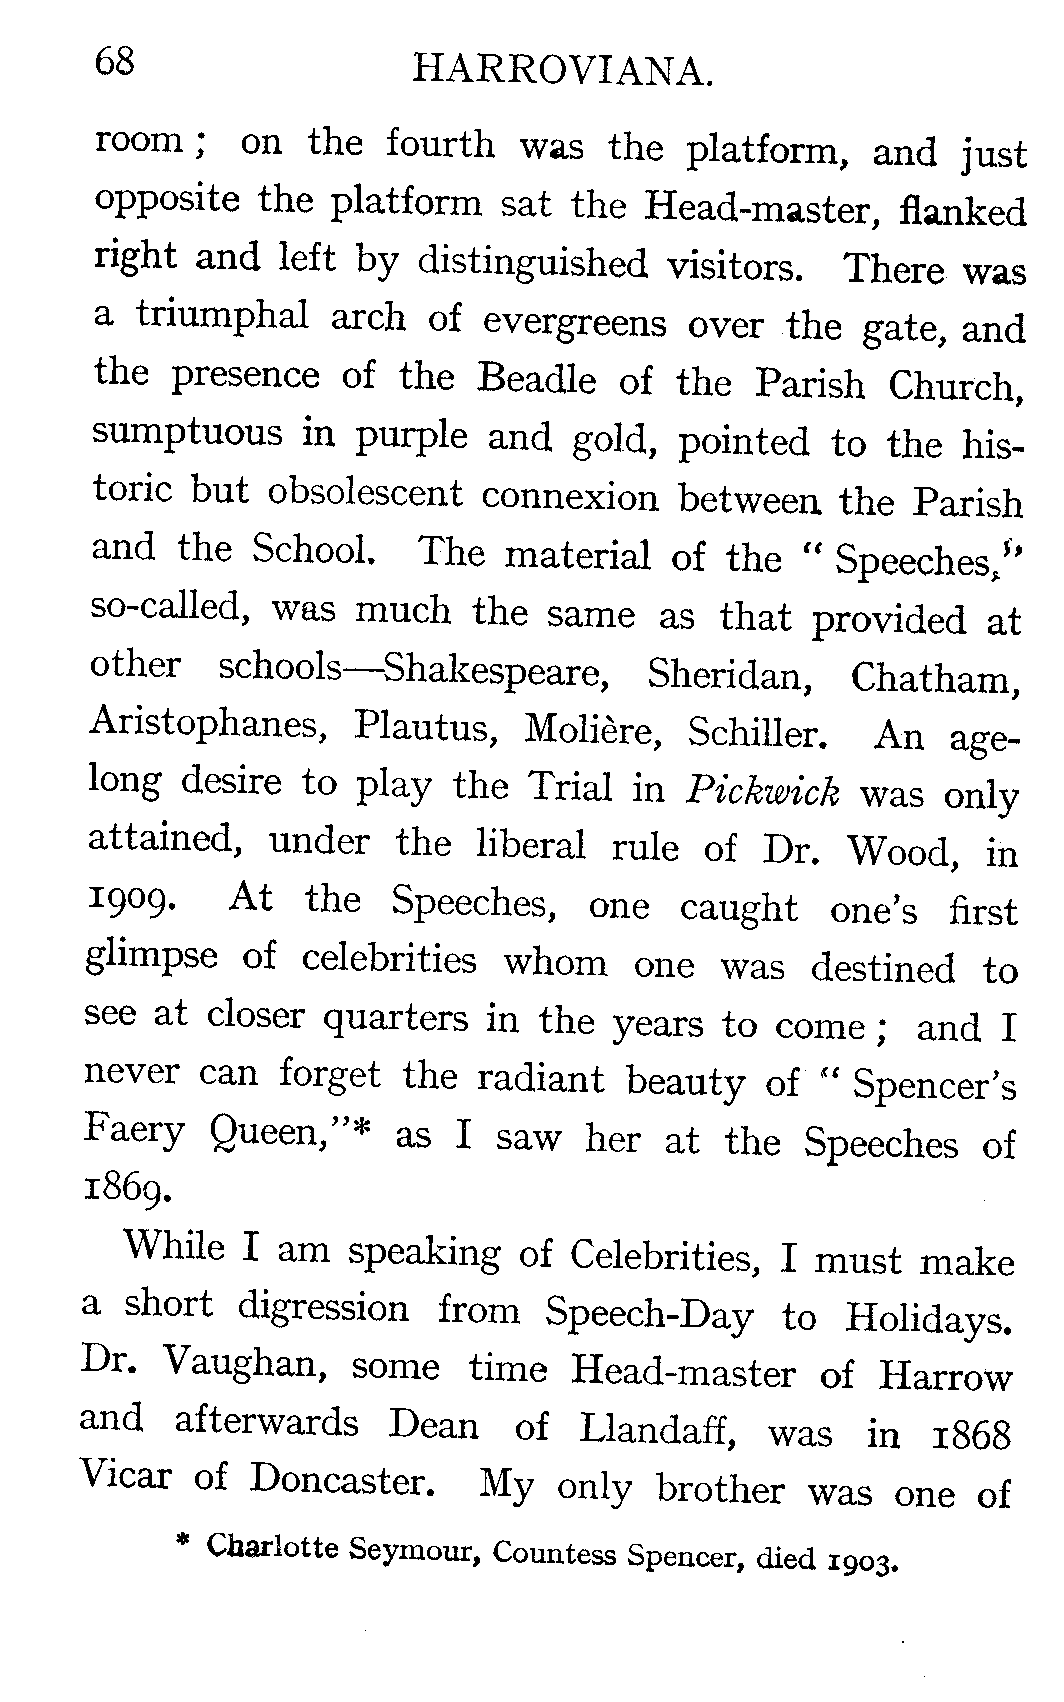 68 HARROVIANA.
room ; on the fourth was the platform, and just
opposite the platform sat the Head-master, flanked
right and left by distinguished visitors. There was
a triumphal arch of evergreens over the gate, and
the presence of the Beadle of the Parish Church,
sumptuous in purple and gold, pointed to the his-
toric but obsolescent connexion between the Parish
and the School. The material of the “ Speeches,”
so-called, was much the same as that provided at
other schools—Shakespeare, Sheridan, Chatham,
Aristophanes, Plautus, Molière, Schiller. An age-
long desire to play the Trial in Pickwick was only
attained, under the liberal rule of Dr. Wood, in
1909. At the Speeches, one caught one's first
glimpse of celebrities whom one was destined to
see at closer quarters in the years to come ; and I
never can forget the radiant beauty of “ Spencer's
Faery Queen,”* as I saw her at the Speeches of
1869.
While I am speaking of Celebrities, I must make
a short digression from Speech-Day to Holidays.
Dr. Vaughan, some time Head-master of Harrow
and afterwards Dean of Llandaff, was in 1868
Vicar of Doncaster. My only brother was one of
* Charlotte Seymour, Countess Spencer, died 1903.